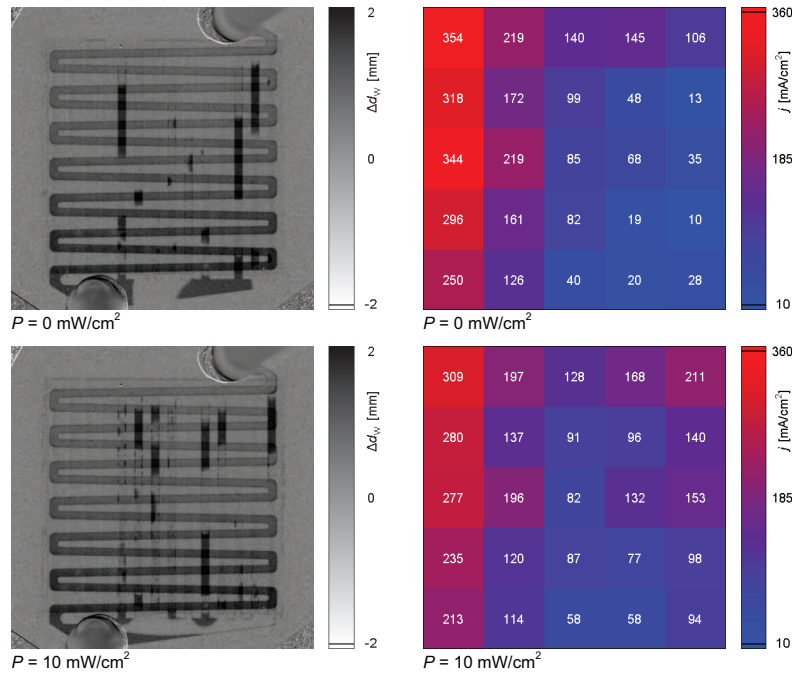 2
Δd_W [mm]
0
-2
P = 0 mW/cm²
354 219 140 145 106
318 172 99 48 13
344 219 85 68 35
296 161 82 19 10
250 126 40 20 28
360
j [mA/cm²]
185
10
P = 0 mW/cm²
2
Δd_W [mm]
0
-2
P = 10 mW/cm²
309 197 128 168 211
280 137 91 96 140
277 196 82 132 153
235 120 87 77 98
213 114 58 58 94
360
j [mA/cm²]
185
10
P = 10 mW/cm²